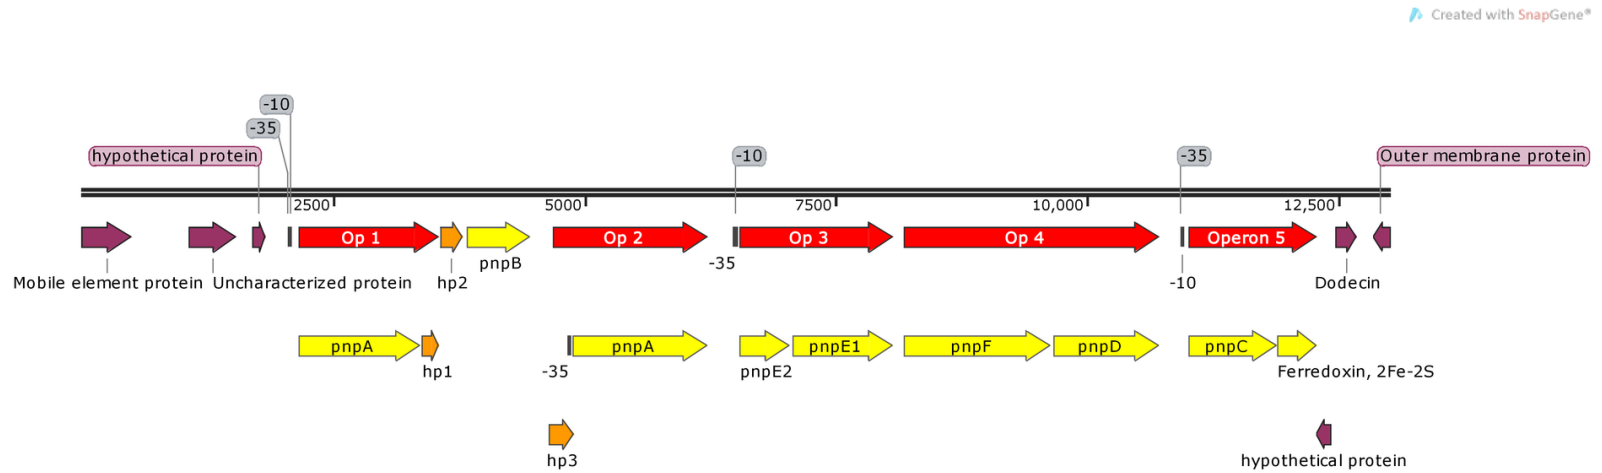 Created with SnapGene®
-10
-35
hypothetical protein
-10
-35
Outer membrane protein
2500
5000
7500
10,000
12,500
Op 1
Op 2
Op 3
Op 4
Operon 5
pnpB
-35
Mobile element protein
Uncharacterized protein
hp2
-10
Dodecin
pnpA
pnpA
pnpE1
pnpF
pnpD
pnpC
hp1
-35
pnpE2
Ferredoxin, 2Fe-2S
hp3
hypothetical protein